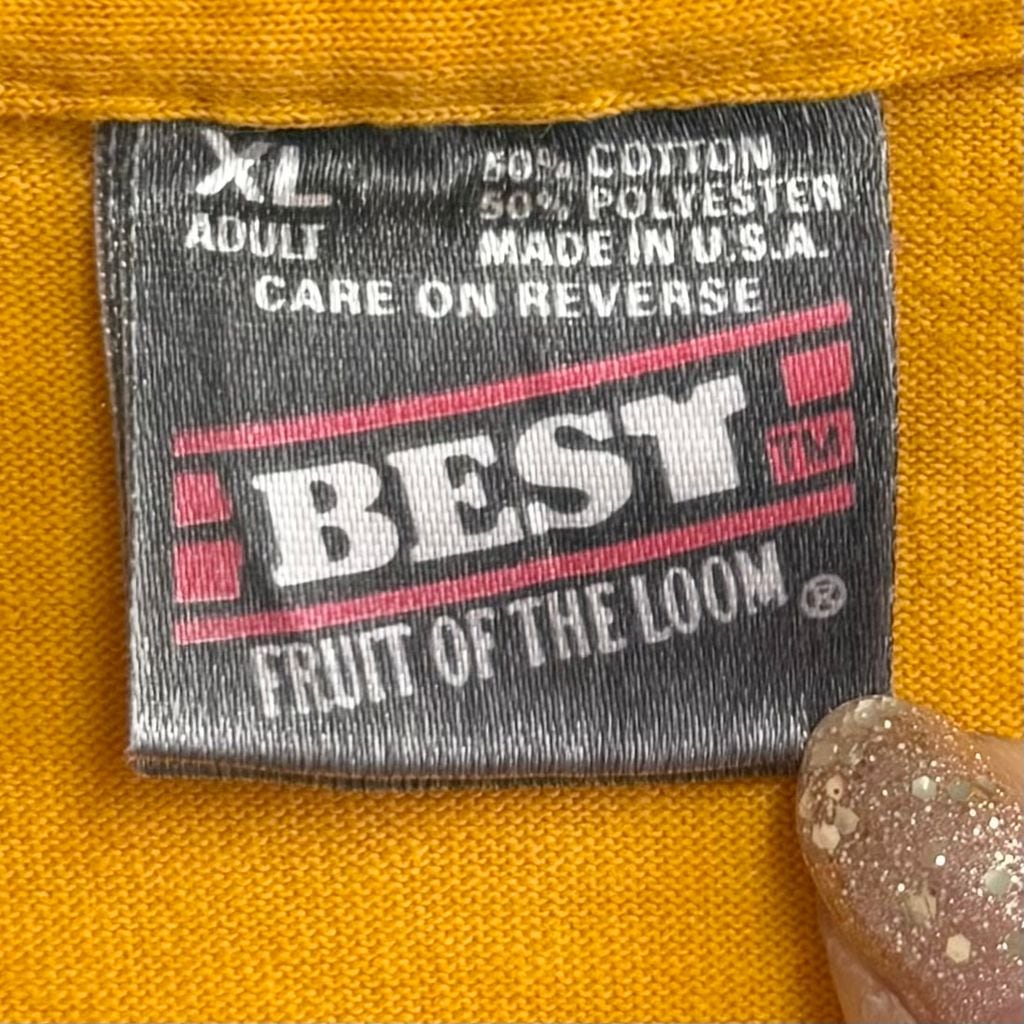 XL
ADULT
50% COTTON
50% POLYESTER
MADE IN U.S.A.
CARE ON REVERSE
BEST
TM
FRUIT OF THE LOOM ®